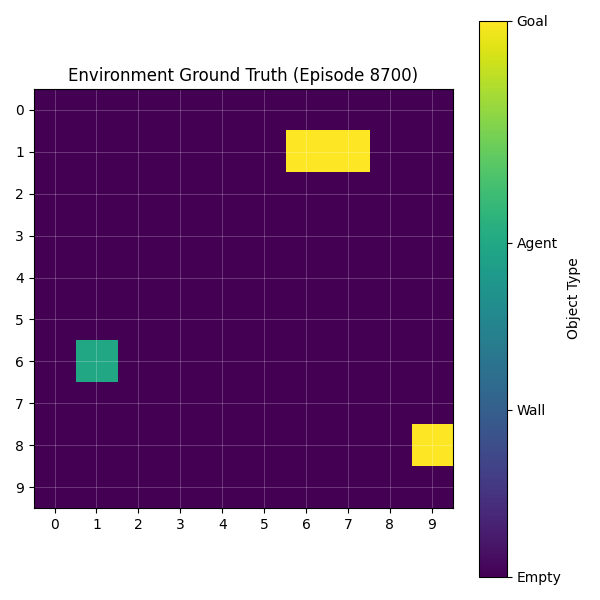 Environment Ground Truth (Episode 8700)
0
1
2
3
4
5
6
7
8
9
0 1 2 3 4 5 6 7 8 9
Goal
Agent
Wall
Empty
Object Type